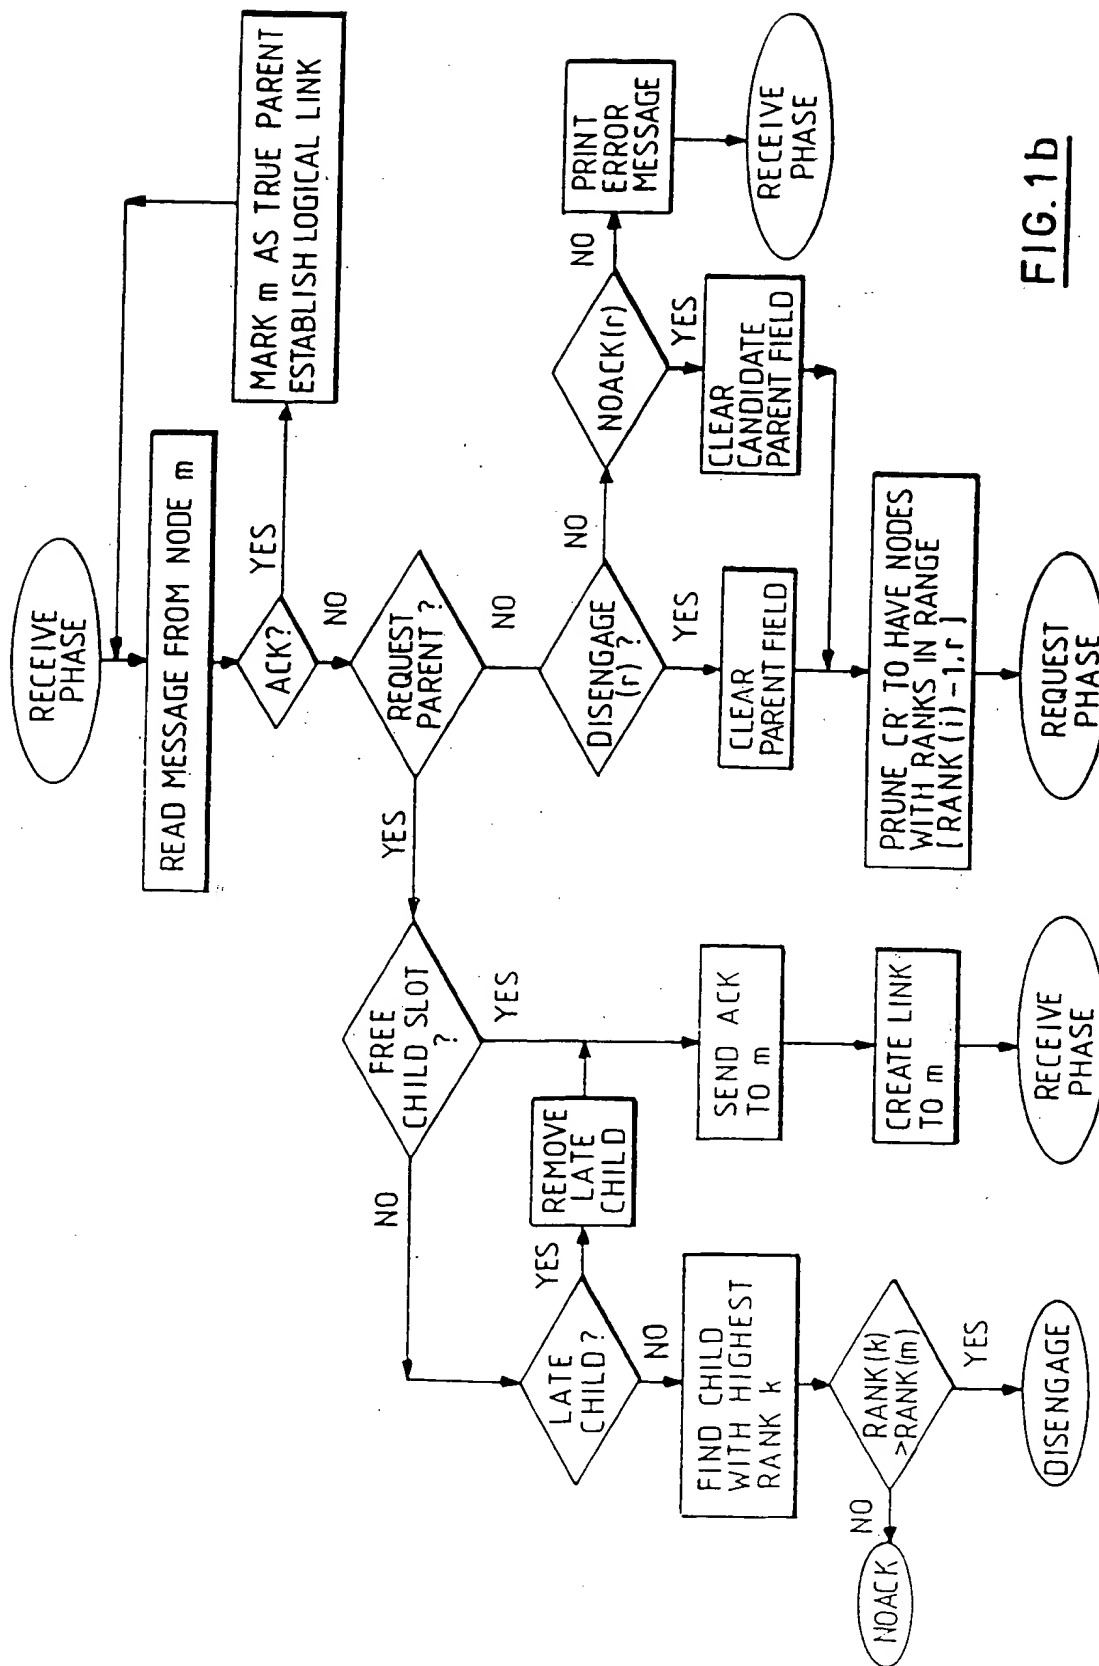 RECEIVE
PHASE
READ MESSAGE FROM NODE m
ACK?
YES
MARK m AS TRUE PARENT
ESTABLISH LOGICAL LINK
NO
REQUEST
PARENT ?
YES
NO
FREE
CHILD SLOT
?
NO
YES
LATE
CHILD?
YES
REMOVE
LATE
CHILD
NO
FIND CHILD
WITH HIGHEST
RANK k
RANK(k)
>RANK(m)
NO
NOACK
YES
DISENGAGE
SEND ACK
TO m
CREATE LINK
TO m
RECEIVE
PHASE
DISENGAGE
(r) ?
NO
YES
CLEAR
PARENT FIELD
NOACK(r)
NO
PRINT
ERROR
MESSAGE
RECEIVE
PHASE
YES
CLEAR
CANDIDATE
PARENT FIELD
PRUNE CR TO HAVE NODES
WITH RANKS IN RANGE
[RANK(i)-1,r]
REQUEST
PHASE
FIG.1b